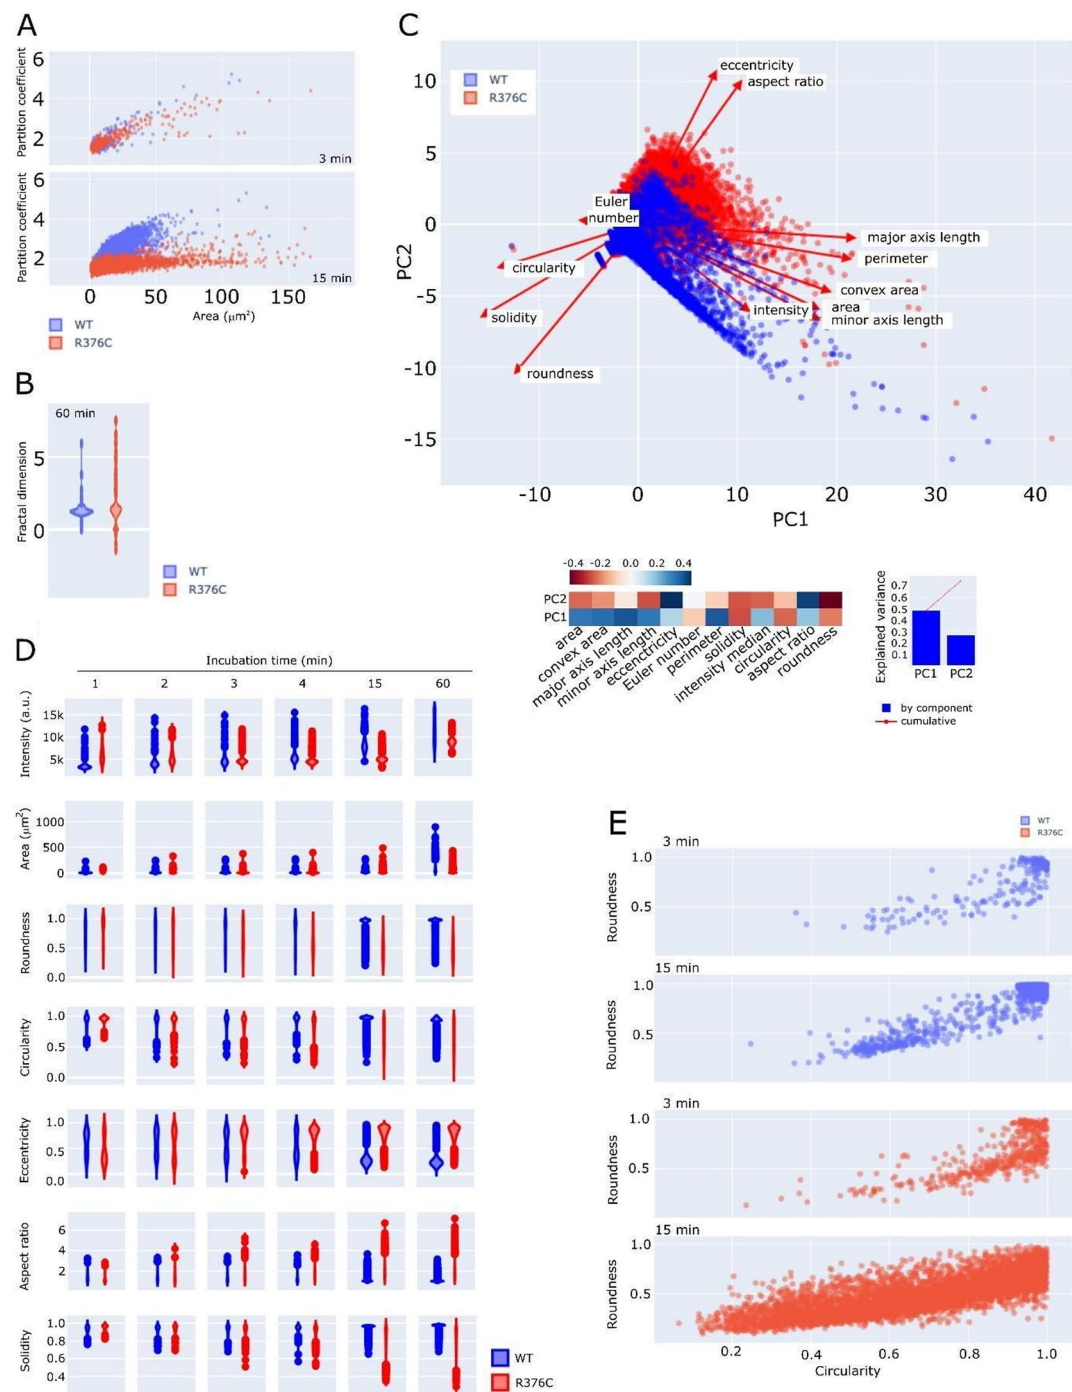 A
Partition coefficient
6
4
2
3 min
Partition coefficient
6
4
2
15 min
0 50 100 150
Area (μm²)
WT
R376C
B
60 min
Fractal dimension
5
0
WT
R376C
C
WT
R376C
eccentricity
aspect ratio
Euler
number
circularity
solidity
roundness
major axis length
perimeter
convex area
intensity
area
minor axis length
PC2
10
5
0
-5
-10
-15
-10 0 10 20 30 40
PC1
-0.4 -0.2 0.0 0.2 0.4
PC2
PC1
area
convex area
major axis length
minor axis length
eccentricity
Euler number
perimeter
solidity
intensity median
circularity
aspect ratio
roundness
Explained variance
0.7
0.6
0.5
0.4
0.3
0.2
0.1
PC1 PC2
by component
cumulative
D
Incubation time (min)
1 2 3 4 15 60
Intensity (a.u.)
15k
10k
5k
Area (μm²)
1000
500
0
Roundness
1.0
0.5
0.0
Circularity
1.0
0.5
0.0
Eccentricity
1.0
0.5
0.0
Aspect ratio
6
4
2
Solidity
1.0
0.8
0.6
0.4
WT
R376C
E
WT
R376C
3 min
Roundness
1.0
0.5
15 min
Roundness
1.0
0.5
3 min
Roundness
1.0
0.5
15 min
Roundness
1.0
0.5
0.2 0.4 0.6 0.8 1.0
Circularity